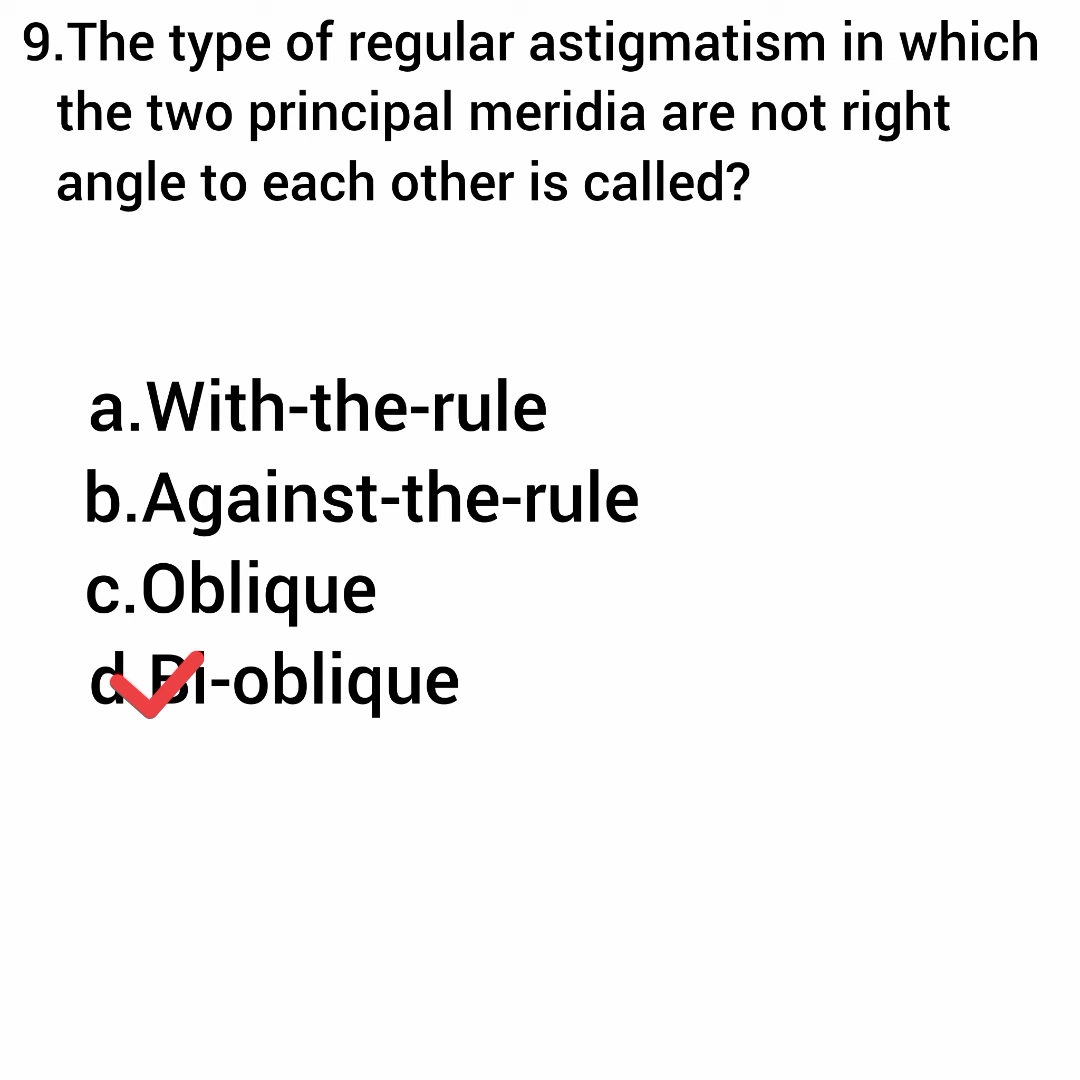 9.The type of regular astigmatism in which
the two principal meridia are not right
angle to each other is called?
a.With-the-rule
b.Against-the-rule
c.Oblique
d.Bi-oblique